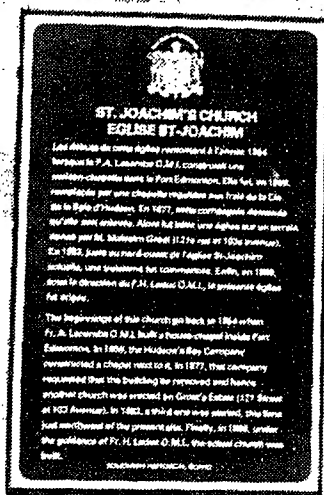 ST. JOACHIM'S CHURCH
EGLISE ST-JOACHIM
Les débuts de cette église remontent à l'année 1854
lorsque le P. A. Lacombe O.M.I. construisit une
maison-chapelle dans le Fort Edmonton. Elle fut, en
remplacée par une chapelle régulière aux frais de la Cie
de la Baie d'Hudson. En 1877, cette compagnie demanda
qu'elle soit enlevée. Alors fut bâtie une église sur un terrain
donné par M. Malcolm Groat (121e rue et 103e avenue).
En 1883, juste au nord-ouest de l'église St-Joachim
actuelle, une troisième fut commencée. Enfin, en 1899,
sous la direction du P. H. Leduc O.M.I., la présente église
fut érigée.
The beginnings of this church go back to 1854 when
Fr. A. Lacombe O.M.I. built a house-chapel inside Fort
Edmonton. In the Hudson's Bay Company
constructed a chapel next to it. In 1877, that company
requested that the building be removed and hence
another church was erected on Groat's Estate (121 Street
at 103 Avenue). In 1883, a third one was started, this time
just northwest of the present site. Finally, in 1899, under
the guidance of Fr. H. Leduc O.M.I., the actual church was
built.
HISTORICAL